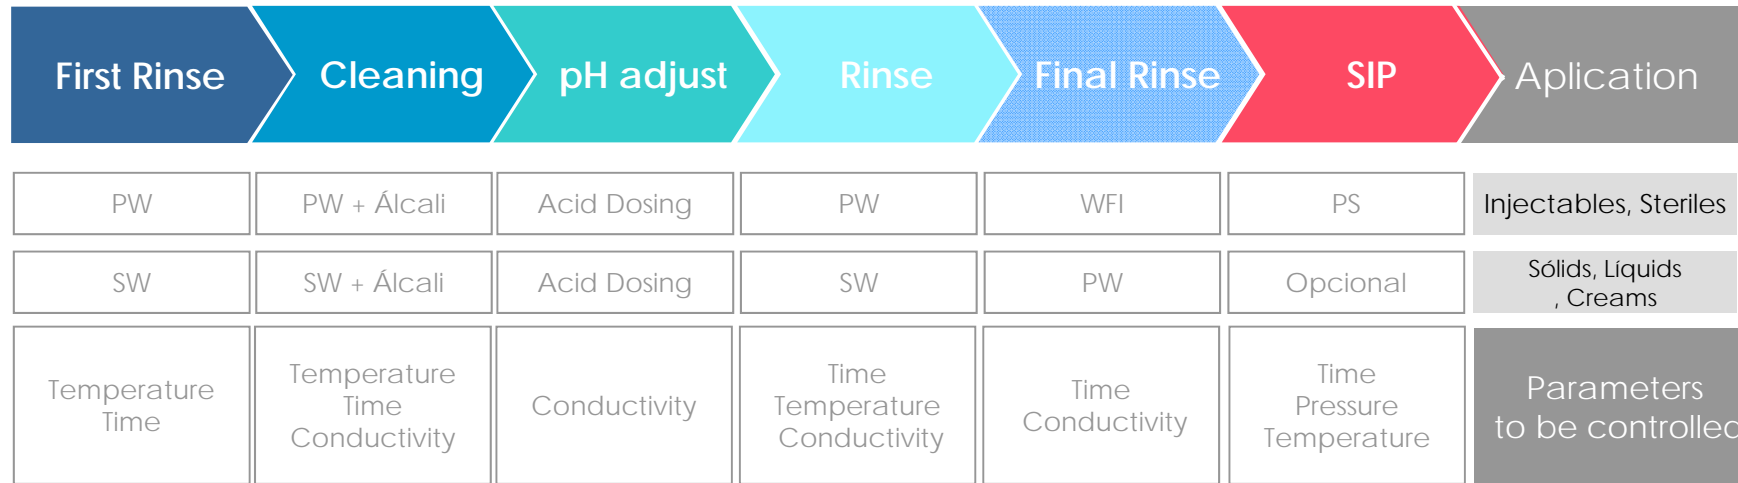 First Rinse
Cleaning
pH adjust
Rinse
Final Rinse
SIP
Aplication
PW
PW + Álcali
Acid Dosing
PW
WFI
PS
Injectables, Steriles
SW
SW + Álcali
Acid Dosing
SW
PW
Opcional
Sólids, Líquids
, Creams
Temperature
Time
Temperature
Time
Conductivity
Conductivity
Time
Temperature
Conductivity
Time
Conductivity
Time
Pressure
Temperature
Parameters
to be controlled